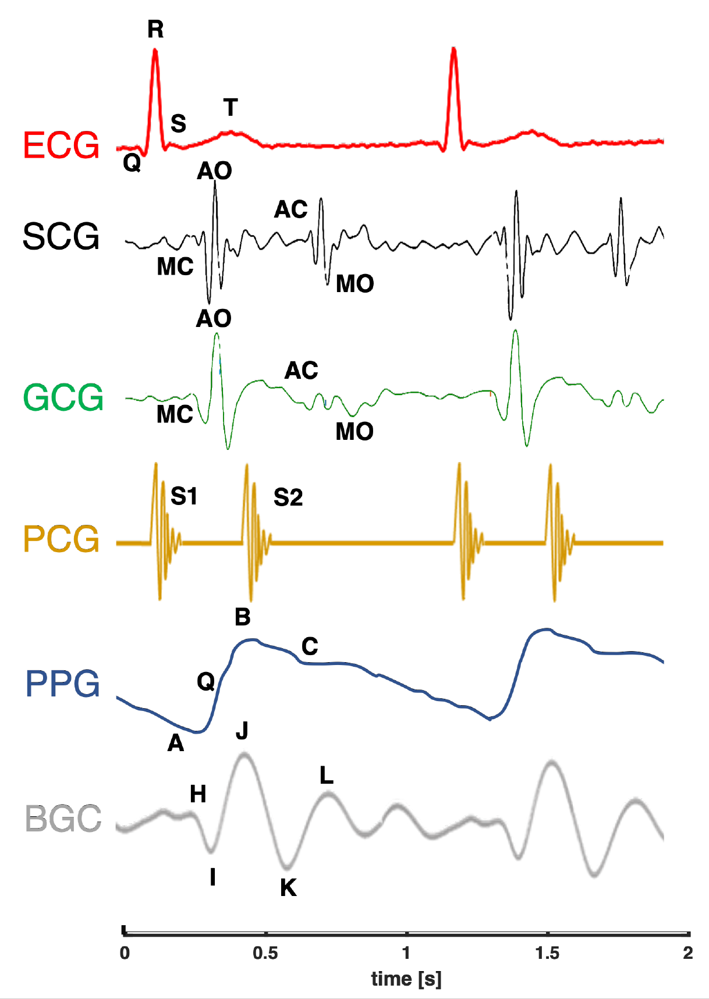 R
S
T
ECG
Q
AO
AC
SCG
MC
MO
AO
AC
GCG
MC
MO
S1
S2
PCG
B
C
Q
PPG
A
J
L
H
BGC
I
K
0 0.5 1 1.5 2
time [s]